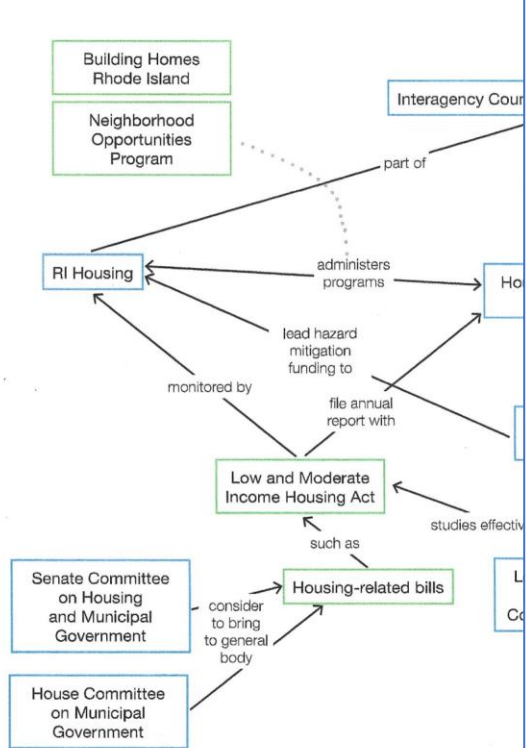 Building Homes
Rhode Island
Neighborhood
Opportunities
Program
Interagency Cour
part of
RI Housing
administers
programs
Ho
lead hazard
mitigation
funding to
monitored by
file annual
report with
Low and Moderate
Income Housing Act
studies effectiv
such as
Senate Committee
on Housing
and Municipal
Government
consider
to bring
to general
body
Housing-related bills
L
Co
House Committee
on Municipal
Government